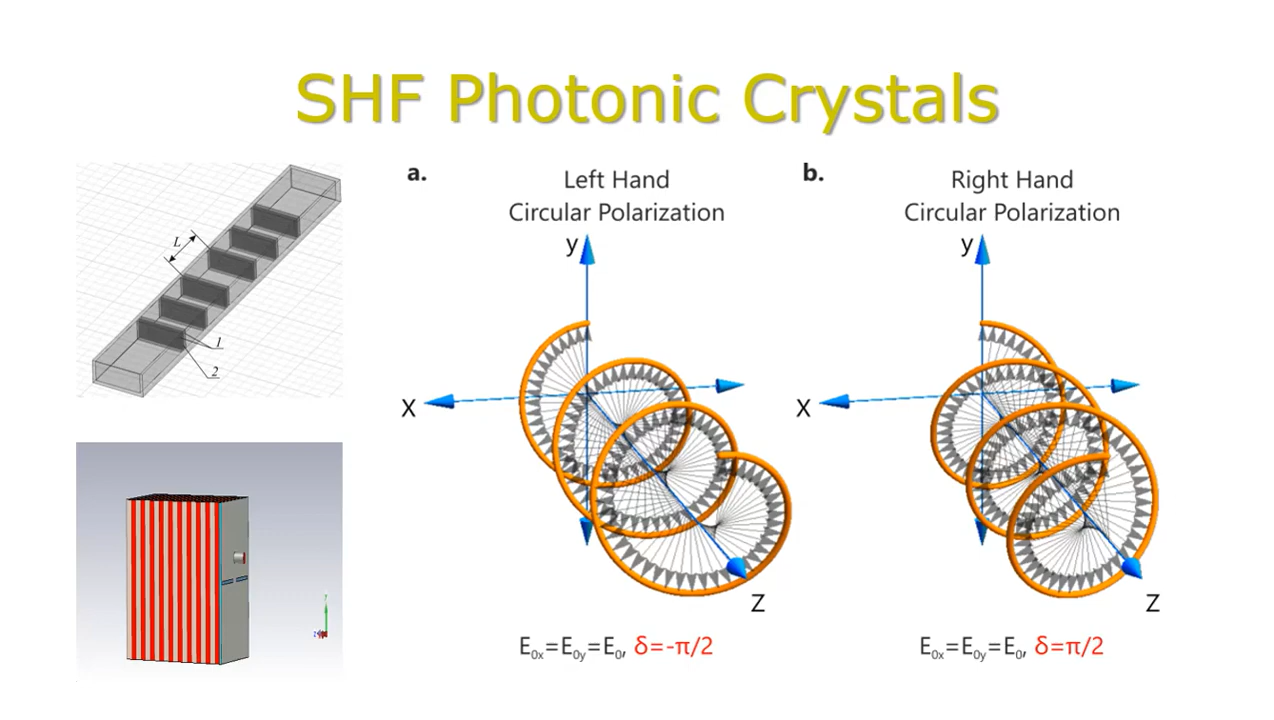 SHF Photonic Crystals
L
1
2
a.
Left Hand
Circular Polarization
y
X
Z
E₀ₓ=E₀y=E₀, δ=-π/2
b.
Right Hand
Circular Polarization
y
X
Z
E₀ₓ=E₀y=E₀, δ=π/2